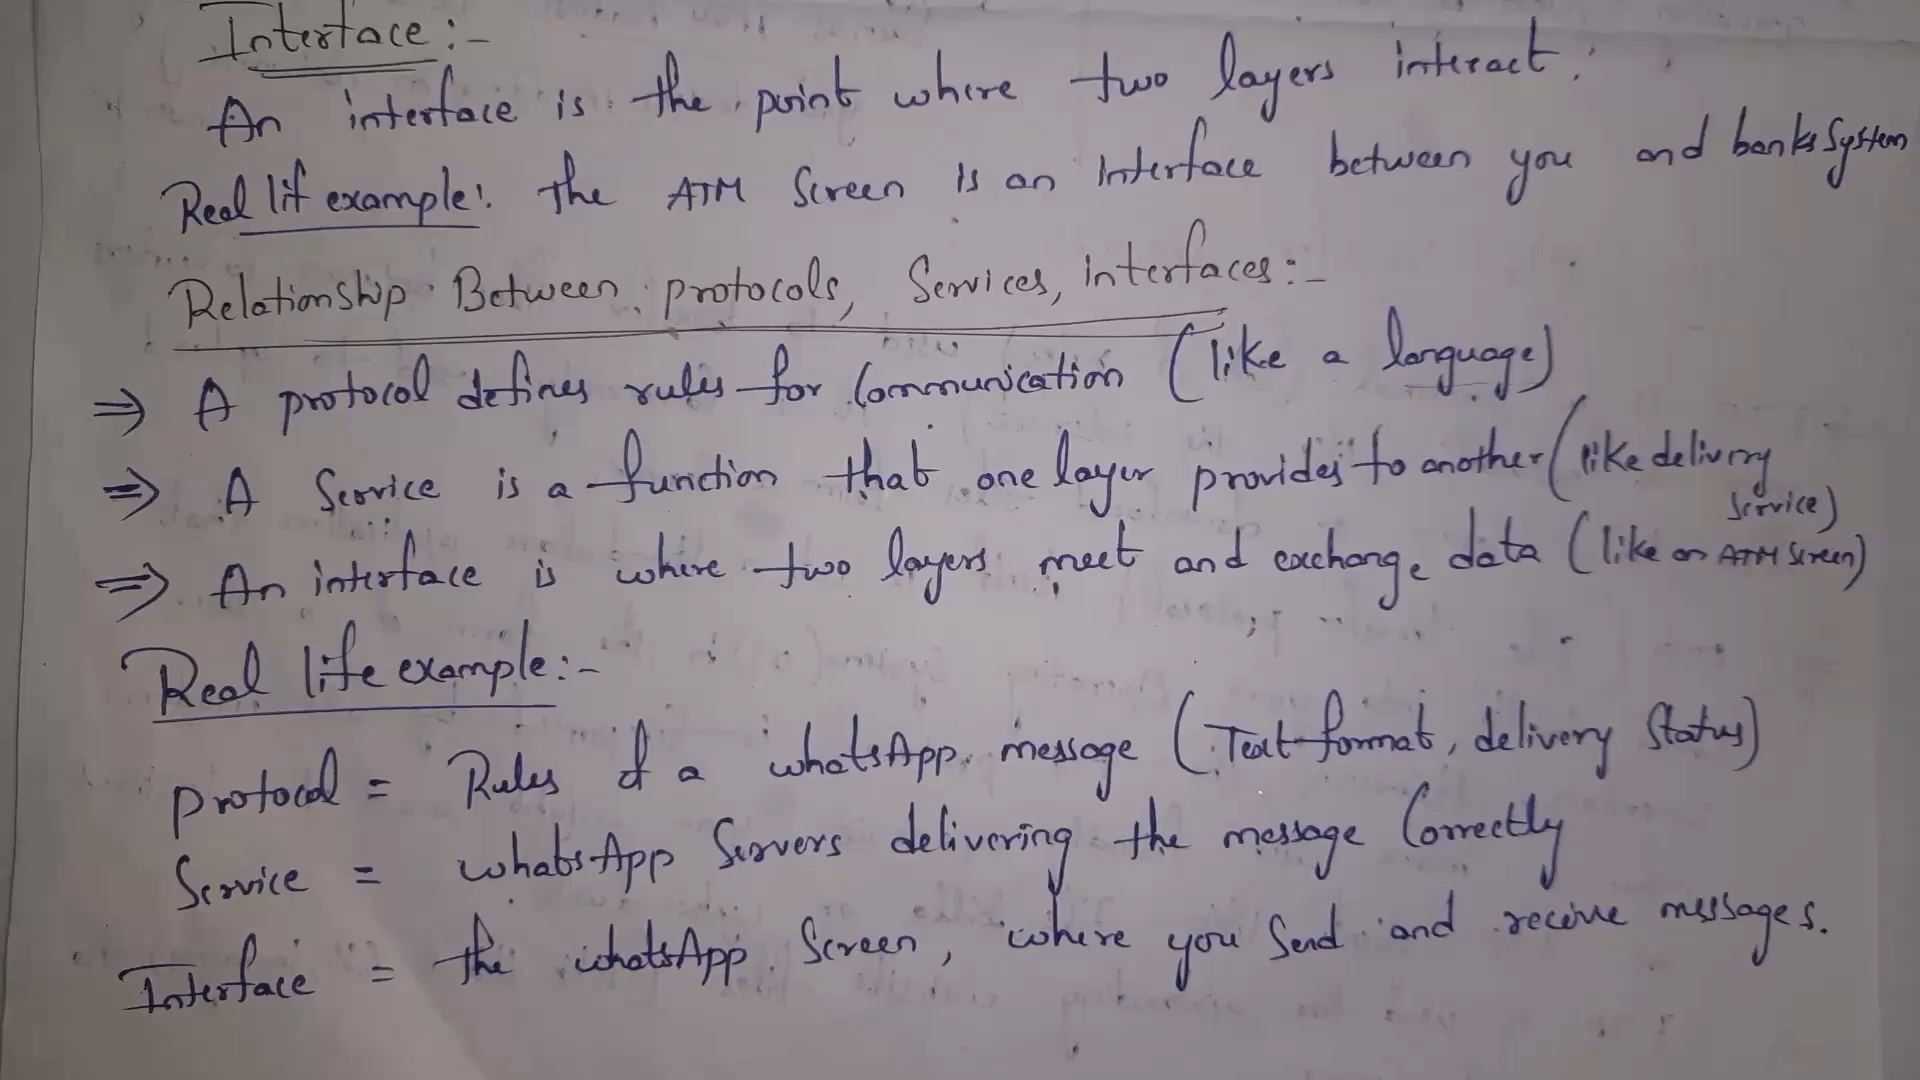 Interface :-
An interface is the point where two layers interact.
Real lif example: The ATM Screen is an interface between you and banks System
Relationship Between protocols, Services, interfaces :-
⇒ A protocol defines rules for Communication (like a language)
⇒ A Service is a function that one layer provides to another (like delivery
service)
⇒ An interface is where two layers meet and exchange data (like an ATM Screen)
Real life example :-
protocol = Rules of a whatsApp message (Text format, delivery Status)
Service = whatsApp Servers delivering the message Correctly
Interface = the whatsApp Screen, where you Send and receive messages.